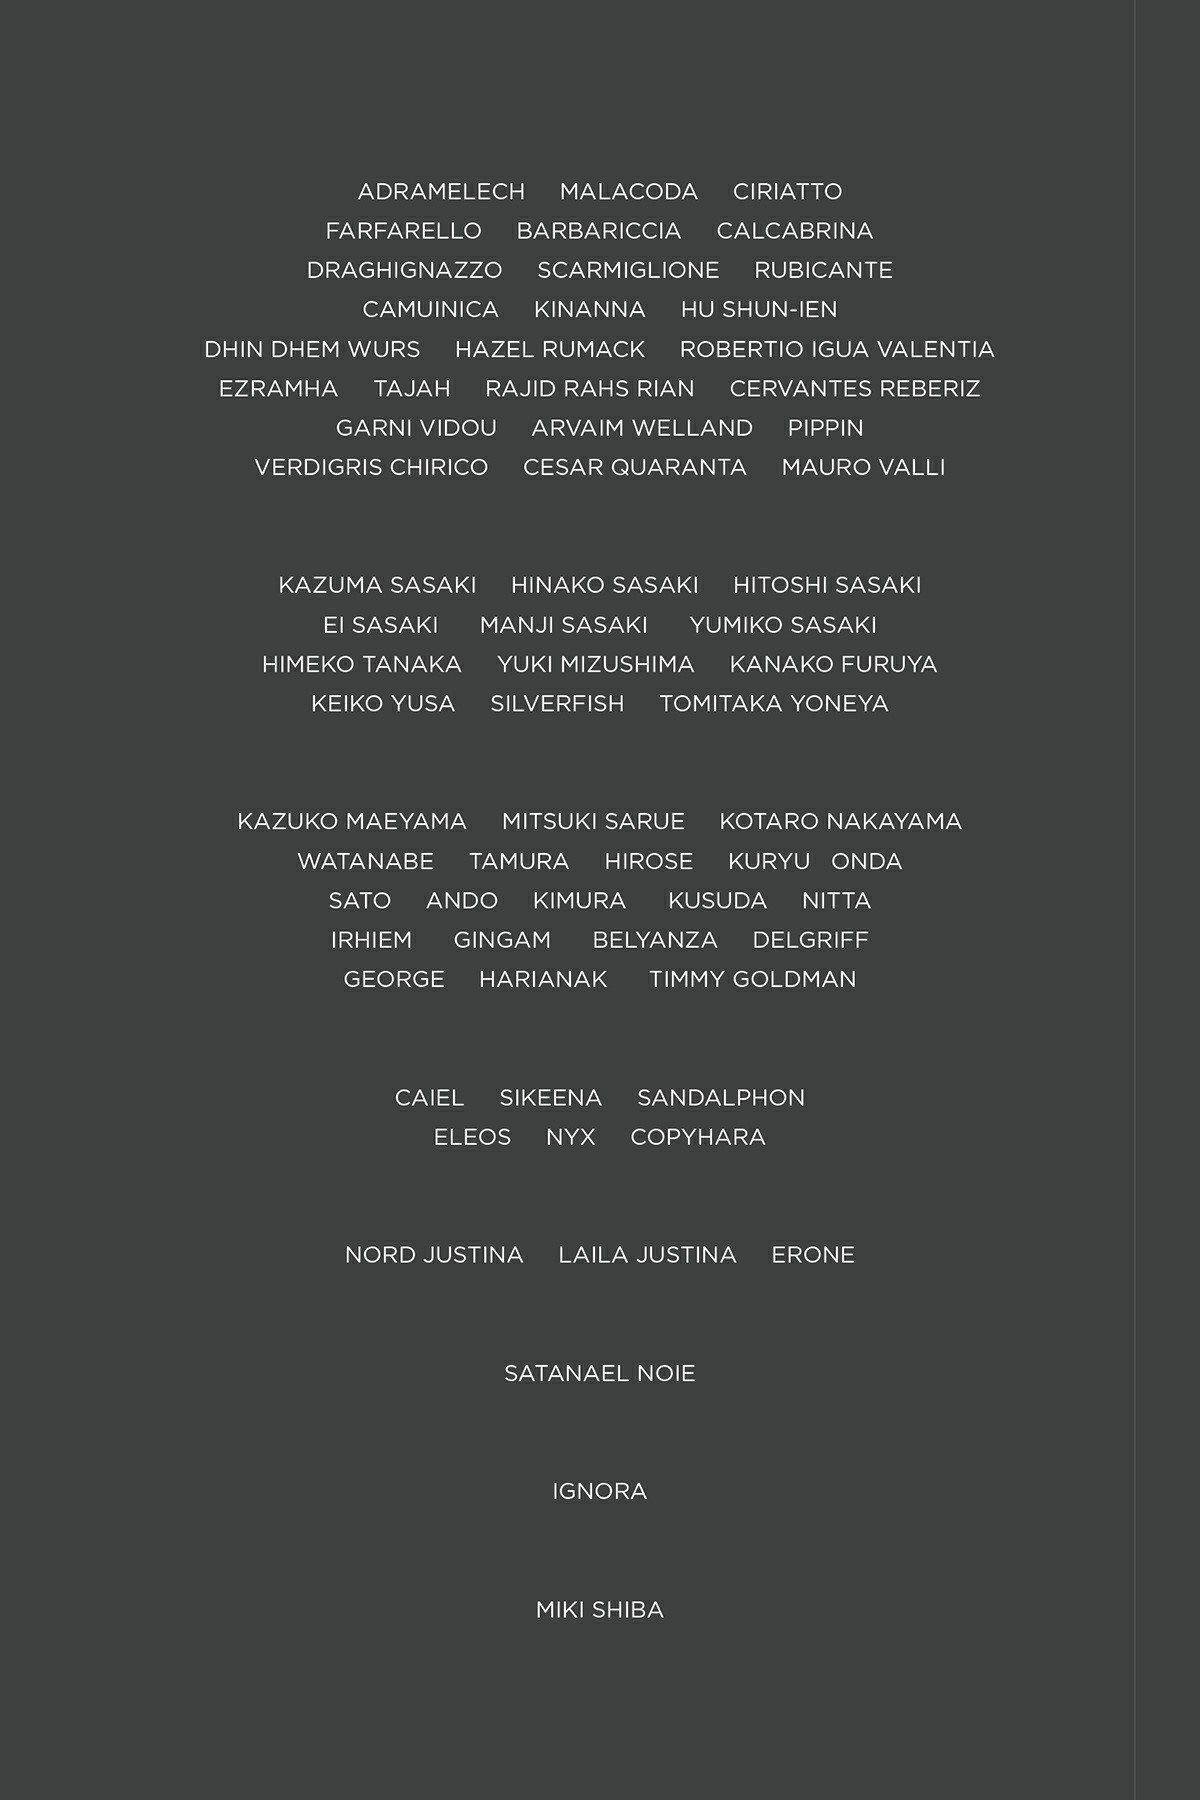 ADRAMELECH MALACODA CIRIATTO
FARFARELLO BARBARICCIA CALCABRINA
DRAGHIGNAZZO SCARMIGLIONE RUBICANTE
CAMUINICA KINANNA HU SHUN-IEN
DHIN DHEM WURS HAZEL RUMACK ROBERTIO IGUA VALENTIA
EZRAMHA TAJAH RAJID RAHS RIAN CERVANTES REBERIZ
GARNI VIDOU ARVAIM WELLAND PIPPIN
VERDIGRIS CHIRICO CESAR QUARANTA MAURO VALLI
KAZUMA SASAKI HINAKO SASAKI HITOSHI SASAKI
EI SASAKI MANJI SASAKI YUMIKO SASAKI
HIMEKO TANAKA YUKI MIZUSHIMA KANAKO FURUYA
KEIKO YUSA SILVERFISH TOMITAKA YONEYA
KAZUKO MAEYAMA MITSUKI SARUE KOTARO NAKAYAMA
WATANABE TAMURA HIROSE KURYU ONDA
SATO ANDO KIMURA KUSUDA NITTA
IRHIEM GINGAM BELYANZA DELGRIFF
GEORGE HARIANAK TIMMY GOLDMAN
CAIEL SIKEENA SANDALPHON
ELEOS NYX COPYHARA
NORD JUSTINA LAILA JUSTINA ERONE
SATANAEL NOIE
IGNORA
MIKI SHIBA